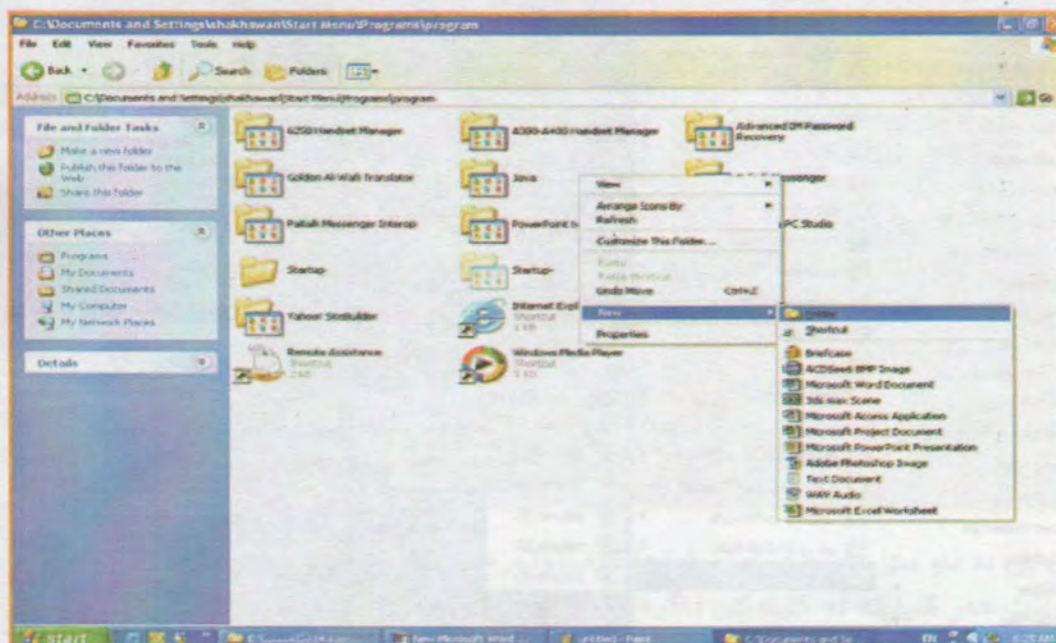 C:\Documents and Settings\shakhawan\Start Menu\Programs\program
File Edit View Favorites Tools Help
Back Search Folders
Address C:\Documents and Settings\shakhawan\Start Menu\Programs\program Go
File and Folder Tasks
Make a new folder
Publish this folder to the Web
Share this folder
Other Places
Programs
My Documents
Shared Documents
My Computer
My Network Places
Details
Handset Manager
Handset Manager
Advanced IM Password Recovery
Golden Al-Wafi Translator
Java
Paltalk Messenger Interop
PowerPoint
PC Studio
Startup
Startup-
Yahoo! SiteBuilder
Internet Expl
Shortcut
Remote Assistance
Shortcut
Windows Media Player
Shortcut
View
Arrange Icons By
Refresh
Customize This Folder...
Paste
Paste Shortcut
Undo Move Ctrl+Z
New
Properties
Folder
Shortcut
Briefcase
ACDSee BMP Image
Microsoft Word Document
3ds max Scene
Microsoft Access Application
Microsoft Project Document
Microsoft PowerPoint Presentation
Adobe Photoshop Image
Text Document
WAV Audio
Microsoft Excel Worksheet
start
New Microsoft Word ...
untitled - Paint
C:\Documents and Se...
EN